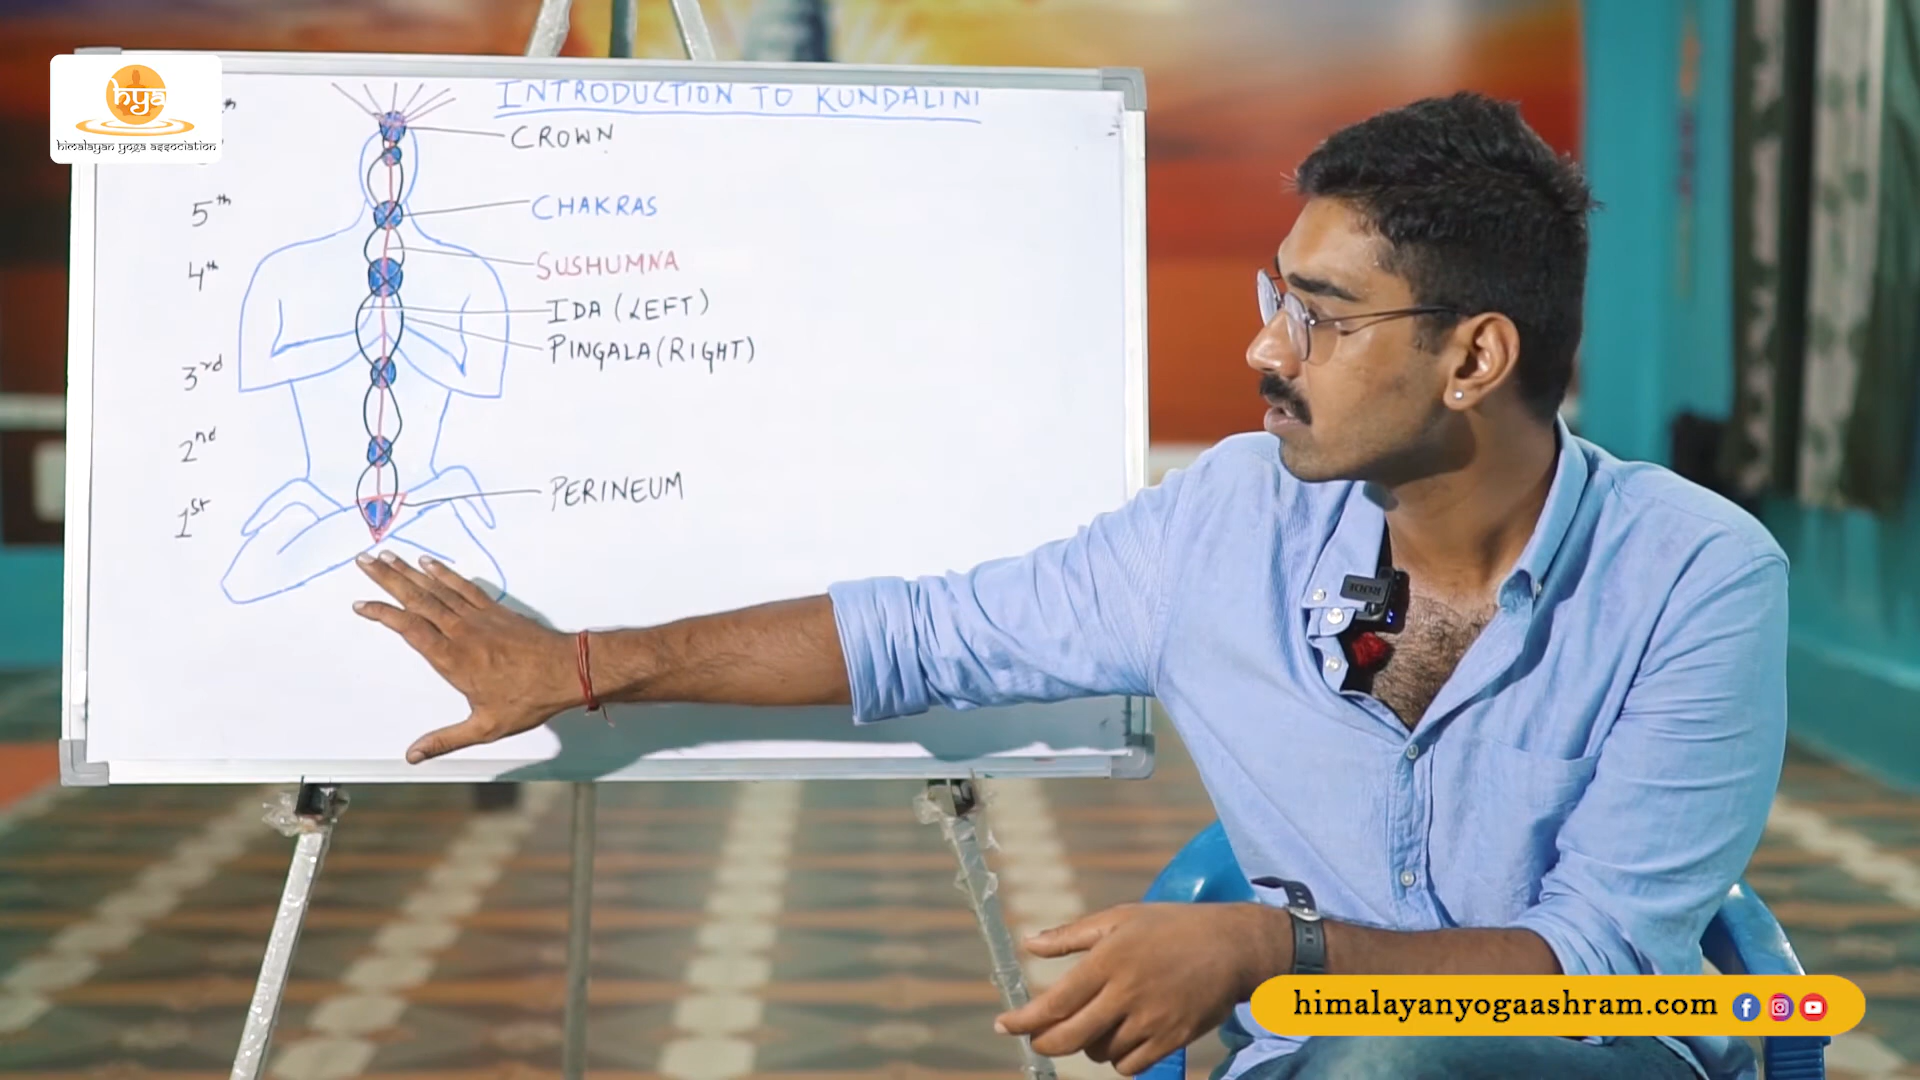 hya
himalayan yoga association
INTRODUCTION TO KUNDALINI
th
CROWN
5th
CHAKRAS
4th
SUSHUMNA
IDA (LEFT)
PINGALA (RIGHT)
3rd
2nd
PERINEUM
1st
himalayanyogaashram.com